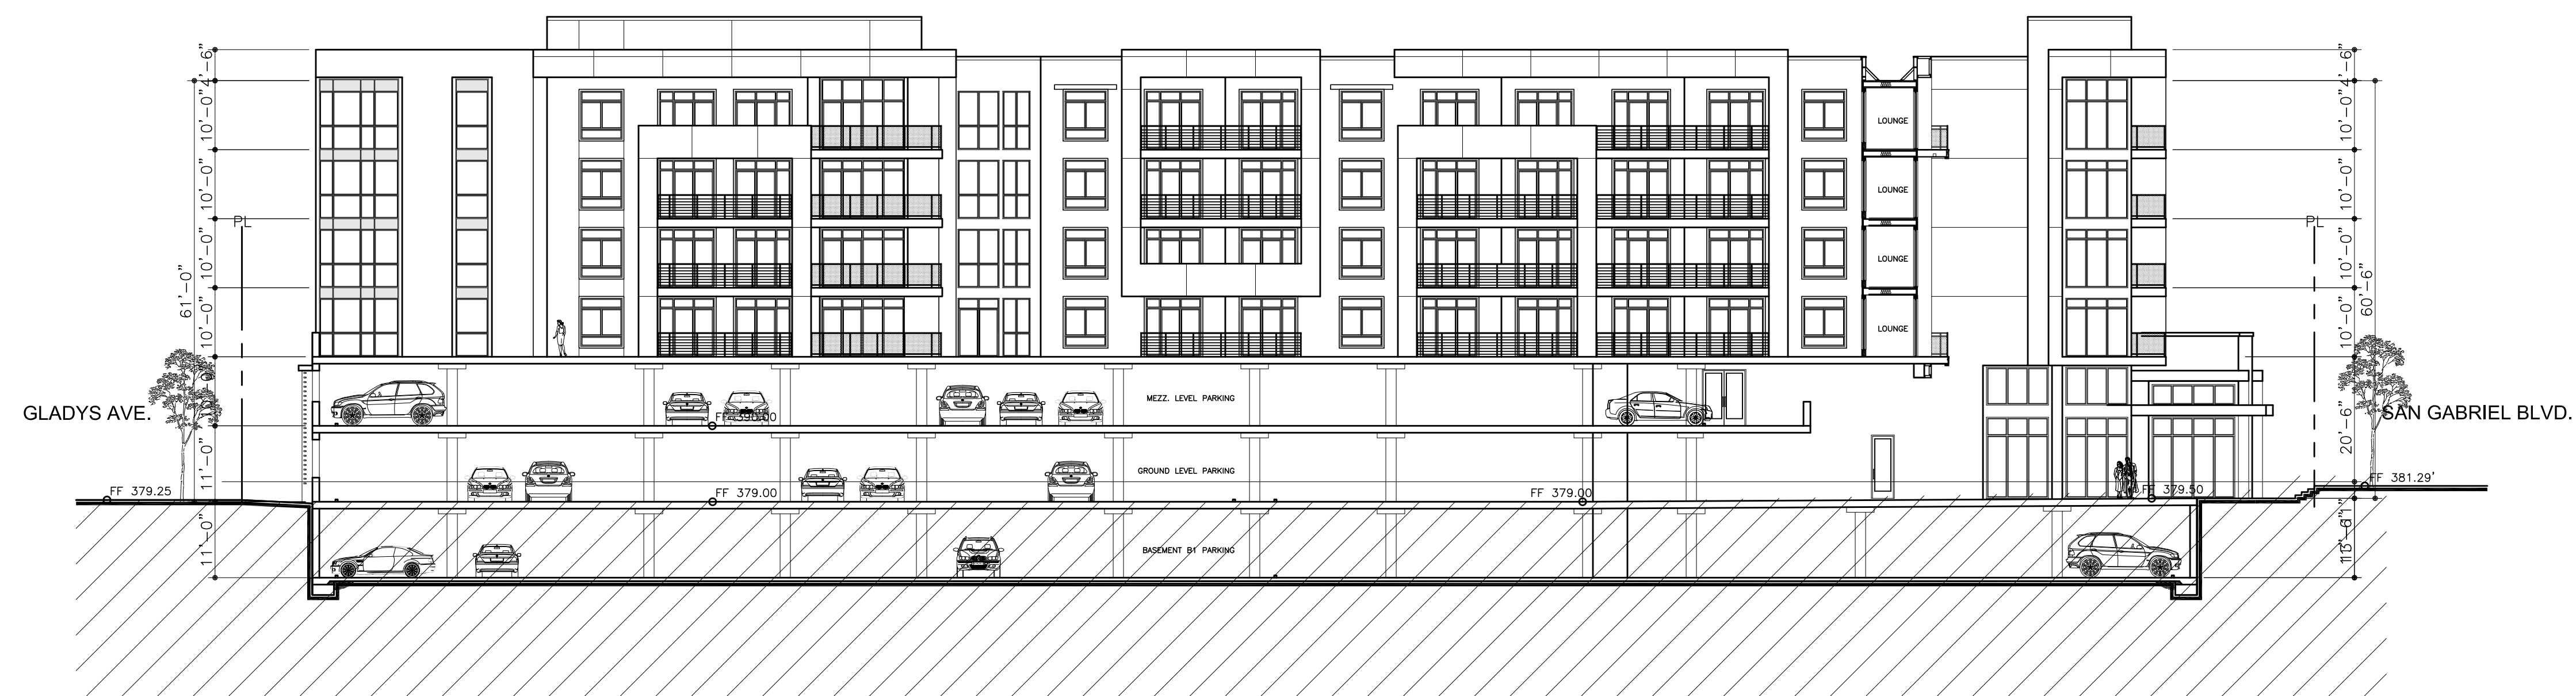 4'-6"
4'-6"
10'-0"
10'-0"
LOUNGE
10'-0"
10'-0"
LOUNGE
PL
PL
10'-0"
10'-0"
LOUNGE
61'-0"
60'-6"
10'-0"
10'-0"
LOUNGE
10'-0"
MEZZ. LEVEL PARKING
GLADYS AVE.
FF 390.00
20'-6"
SAN GABRIEL BLVD.
11'-0"
GROUND LEVEL PARKING
FF 379.25
FF 379.00
FF 379.00
FF 379.50
FF 381.29'
11'-0"
BASEMENT B1 PARKING